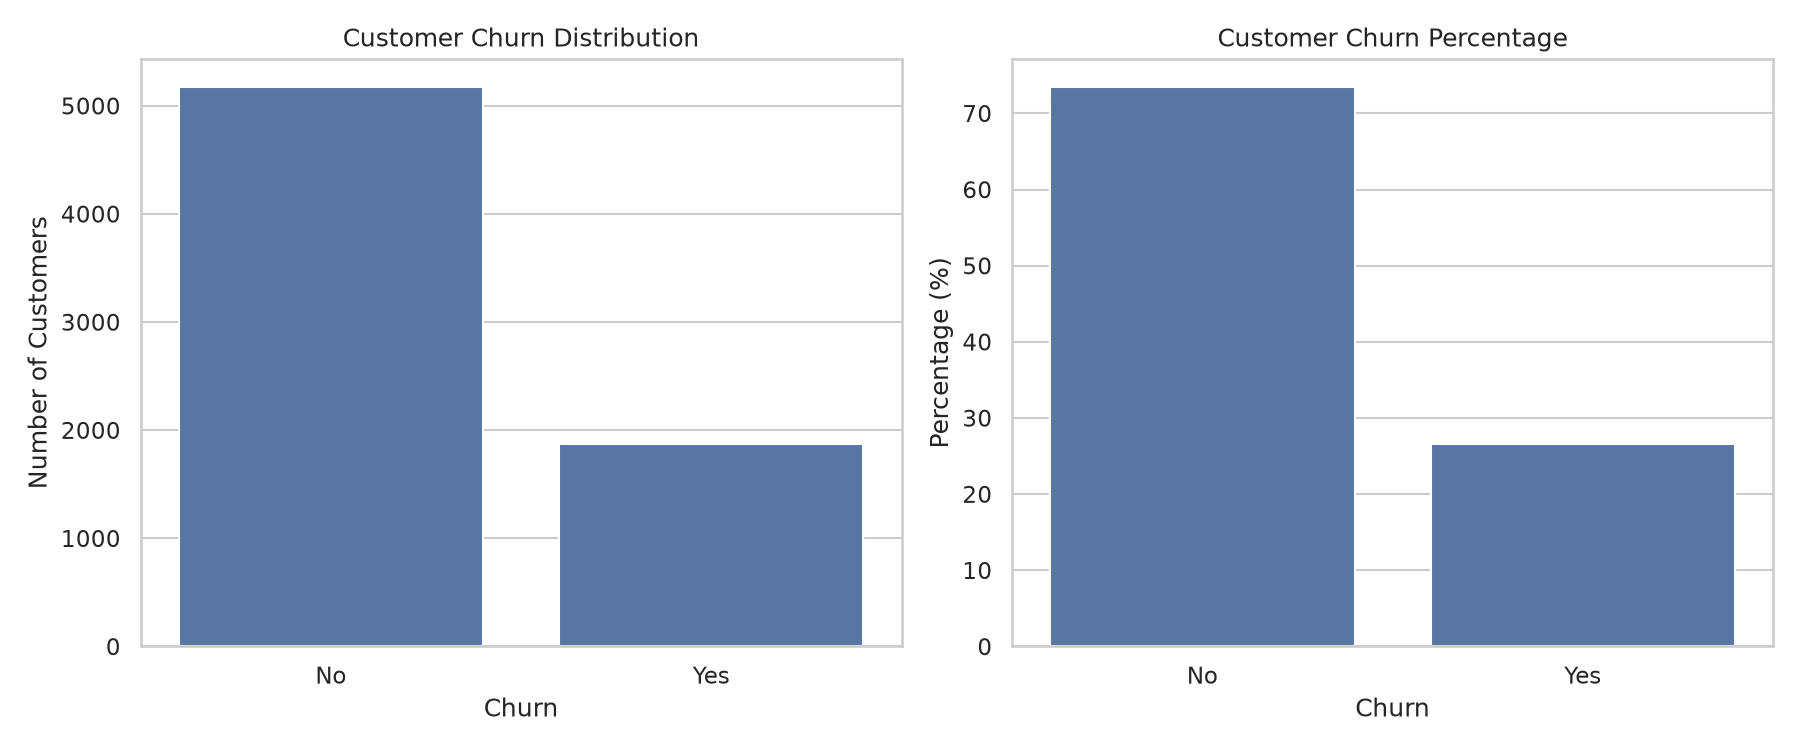 Customer Churn Distribution
Number of Customers
5000
4000
3000
2000
1000
0
No
Yes
Churn
Customer Churn Percentage
Percentage (%)
70
60
50
40
30
20
10
0
No
Yes
Churn